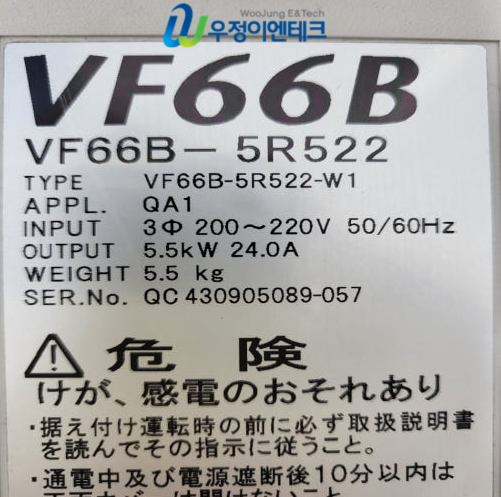 WooJung E&Tech
우정이엔테크
VF66B
VF66B－5R522
TYPE VF66B-5R522-W1
APPL. QA1
INPUT 3Φ 200～220V 50/60Hz
OUTPUT 5.5kW 24.0A
WEIGHT 5.5 kg
SER.No. QC430905089-057
危 険
けが、感電のおそれあり
・据え付け運転時の前に必ず取扱説明書
を読んでその指示に従うこと。
・通電中及び電源遮断後10分以内は